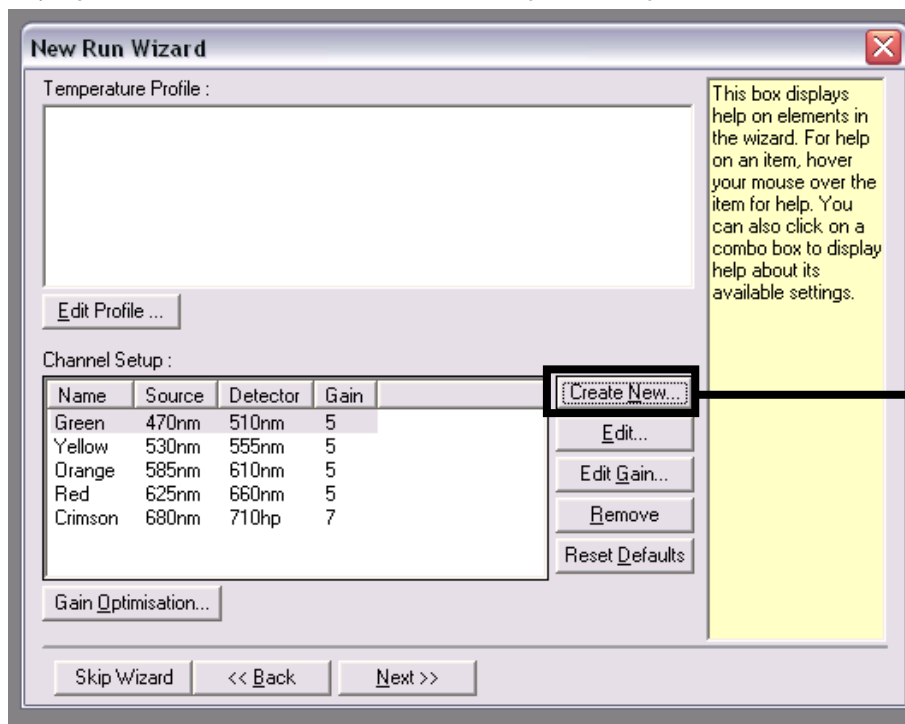 New Run Wizard
Temperature Profile :
This box displays
help on elements in
the wizard. For help
on an item, hover
your mouse over the
item for help. You
can also click on a
combo box to display
help about its
available settings.
Edit Profile ...
Channel Setup :
Name Source Detector Gain
Green 470nm 510nm 5
Yellow 530nm 555nm 5
Orange 585nm 610nm 5
Red 625nm 660nm 5
Crimson 680nm 710hp 7
Create New...
Edit...
Edit Gain...
Remove
Reset Defaults
Gain Optimisation...
Skip Wizard << Back Next >>